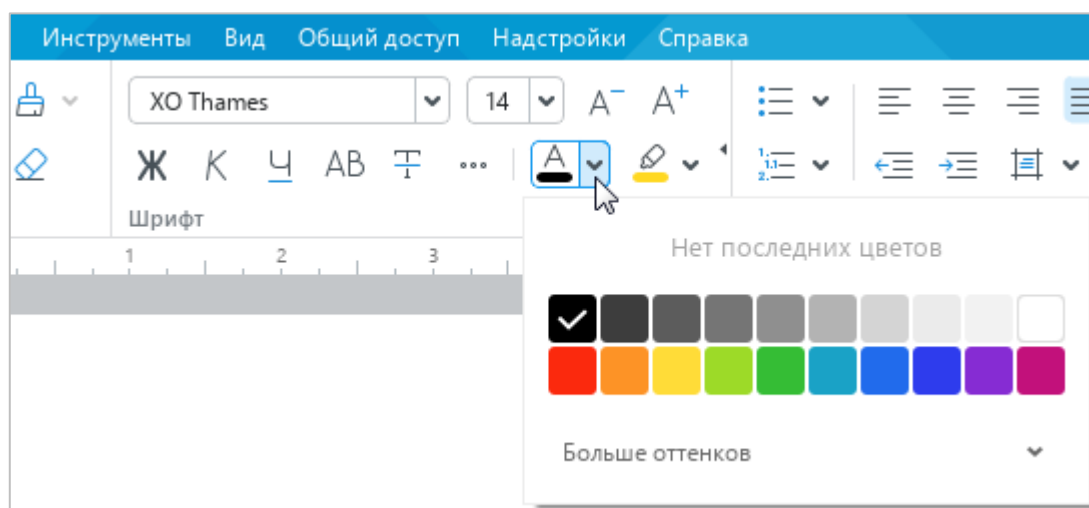 Инструменты Вид Общий доступ Надстройки Справка
XO Thames 14 A⁻ A⁺
Ж К Ч АВ Т ••• А
Шрифт
1 2 3
Нет последних цветов
Больше оттенков